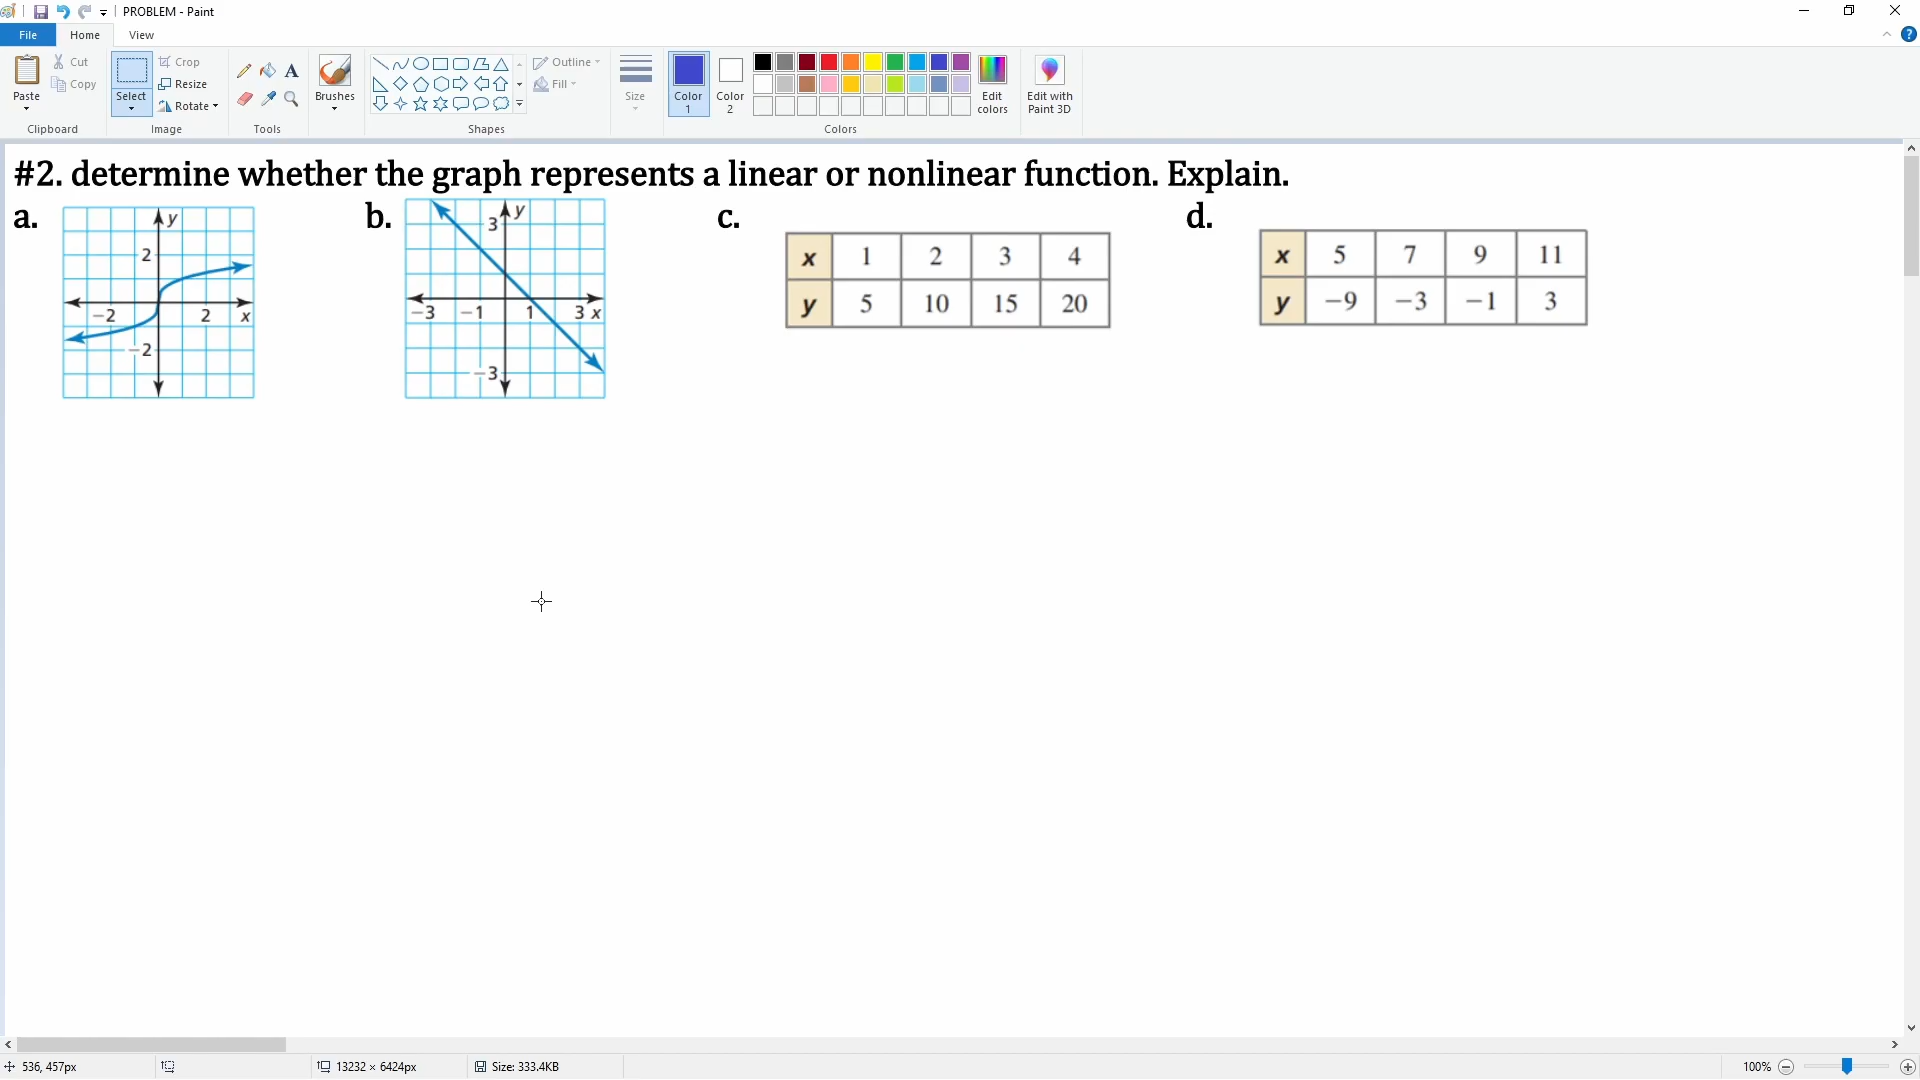 PROBLEM - Paint
File Home View
Paste
Cut
Copy
Clipboard
Select
Crop
Resize
Rotate
Image
A
Tools
Brushes
Outline
Fill
Shapes
Size
Color 1
Color 2
Edit colors
Colors
Edit with Paint 3D
#2. determine whether the graph represents a linear or nonlinear function. Explain.
a.
y
2
−2 2 x
−2
b.
y
3
−3 −1 1 3 x
−3
c.
x 1 2 3 4
y 5 10 15 20
d.
x 5 7 9 11
y −9 −3 −1 3
536, 457px
13232 × 6424px
Size: 333.4KB
100%